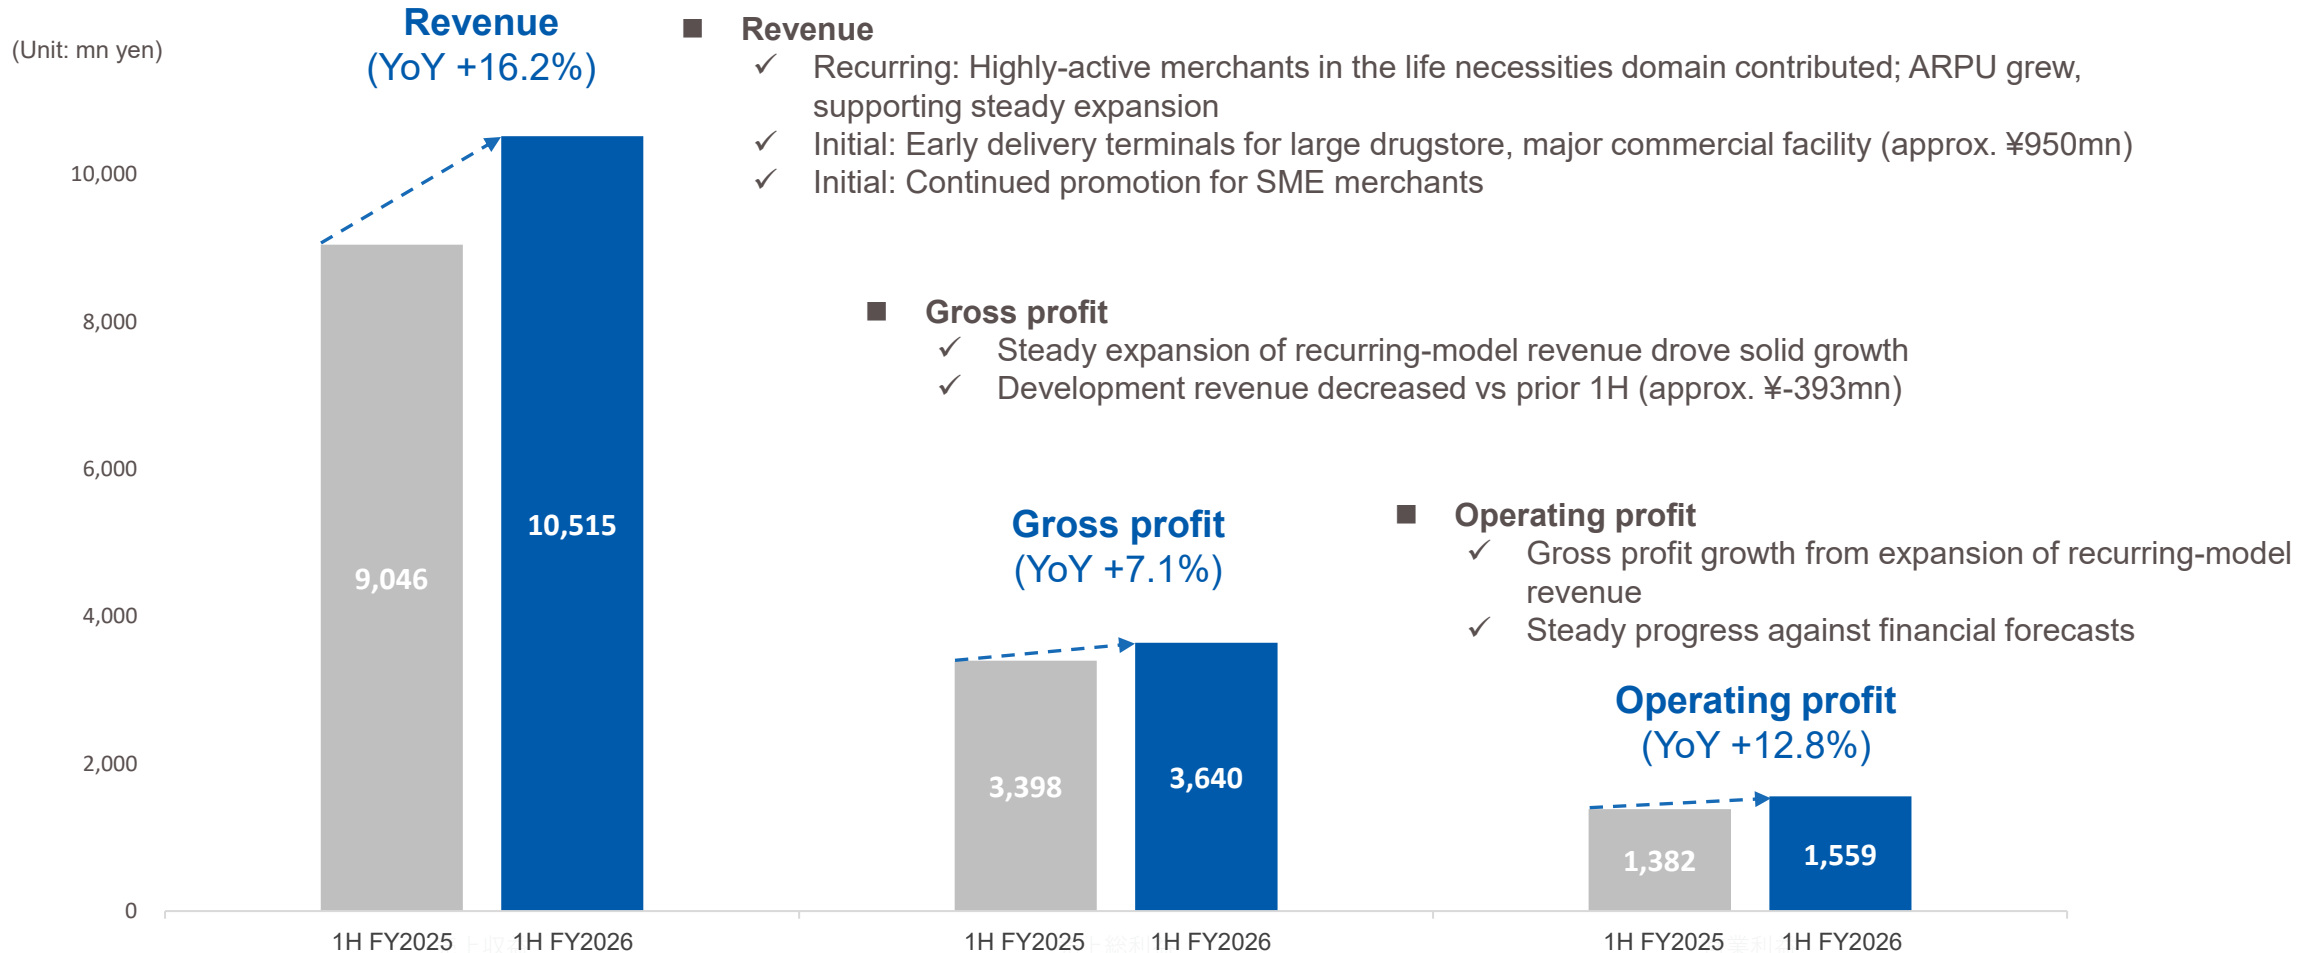 (Unit: mn yen)
Revenue
(YoY +16.2%)
■ Revenue
✓ Recurring: Highly-active merchants in the life necessities domain contributed; ARPU grew,
supporting steady expansion
✓ Initial: Early delivery terminals for large drugstore, major commercial facility (approx. ¥950mn)
✓ Initial: Continued promotion for SME merchants
■ Gross profit
✓ Steady expansion of recurring-model revenue drove solid growth
✓ Development revenue decreased vs prior 1H (approx. ¥-393mn)
■ Operating profit
✓ Gross profit growth from expansion of recurring-model
revenue
✓ Steady progress against financial forecasts
Gross profit
(YoY +7.1%)
Operating profit
(YoY +12.8%)
10,000
8,000
6,000
4,000
2,000
0
9,046
10,515
3,398
3,640
1,382
1,559
1H FY2025
1H FY2026
1H FY2025
1H FY2026
1H FY2025
1H FY2026